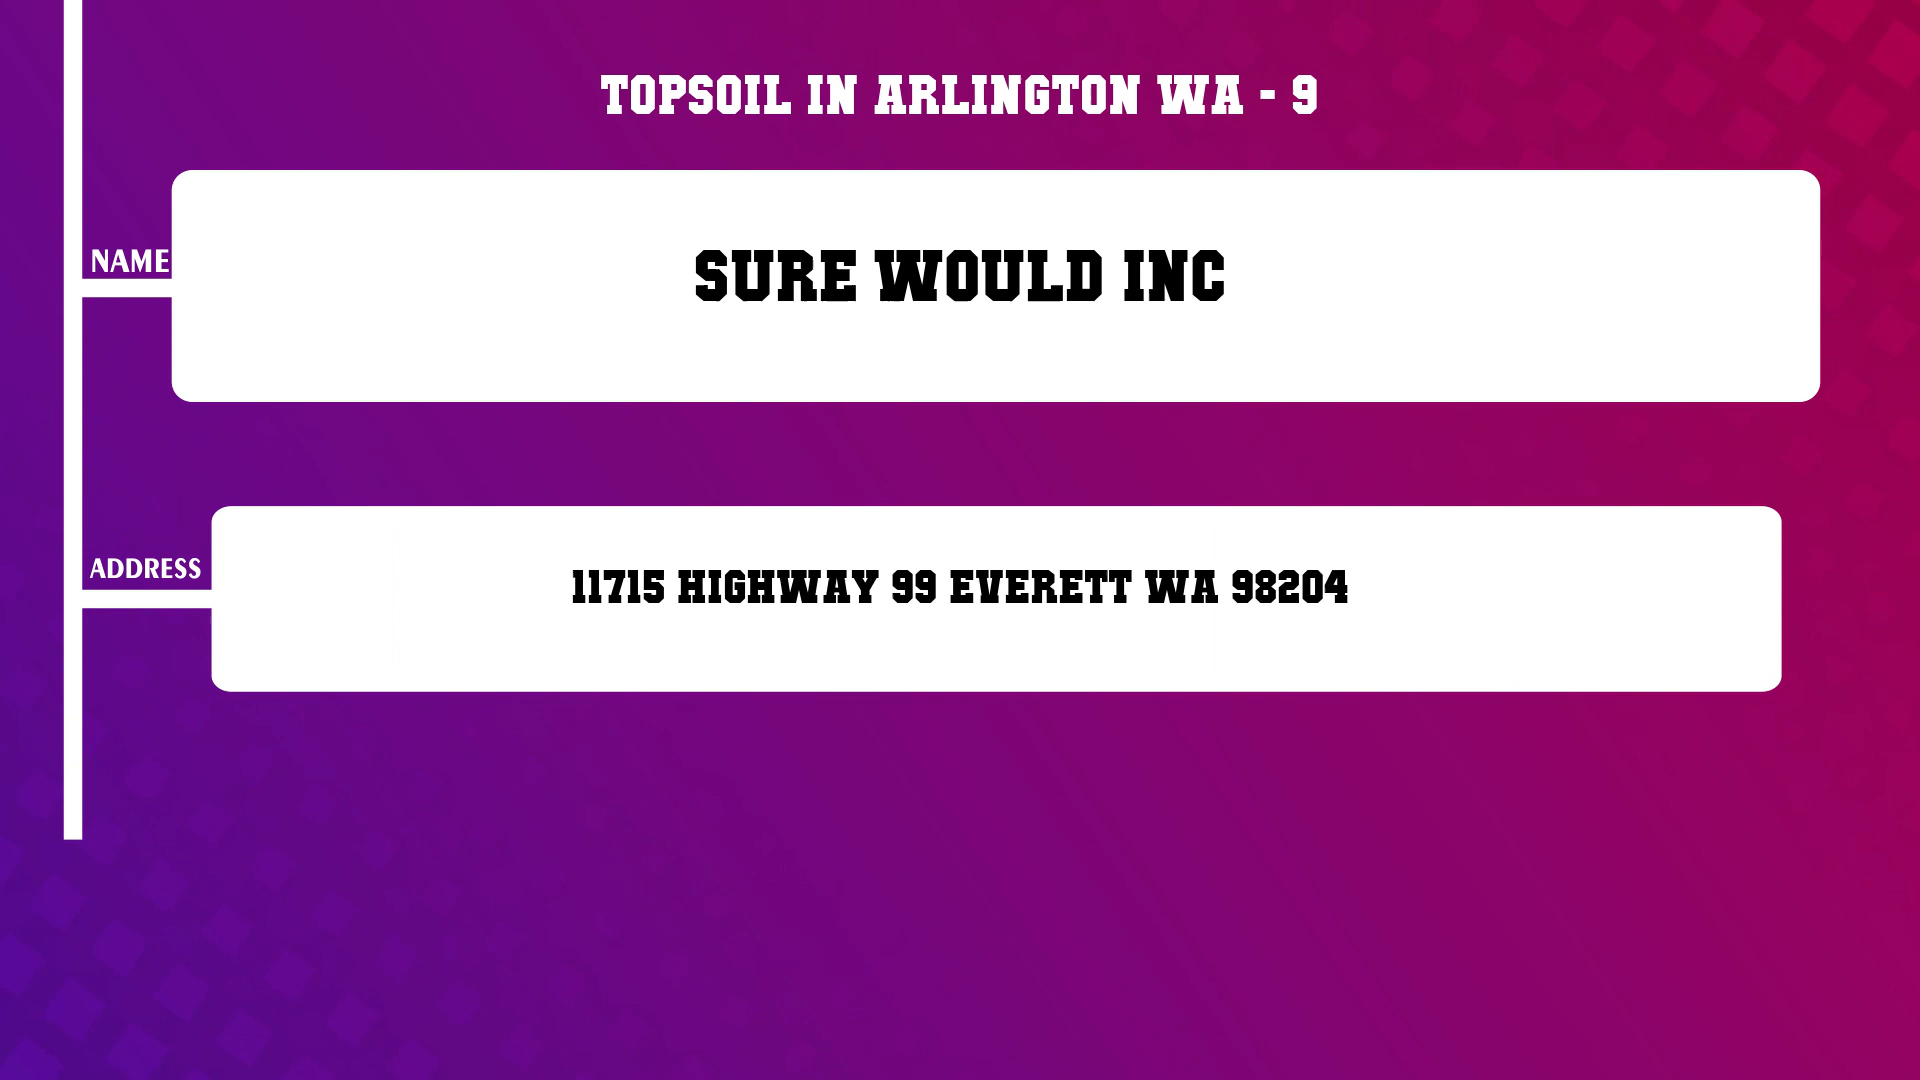 TOPSOIL IN ARLINGTON WA - 9
NAME
SURE WOULD INC
ADDRESS
11715 HIGHWAY 99 EVERETT WA 98204